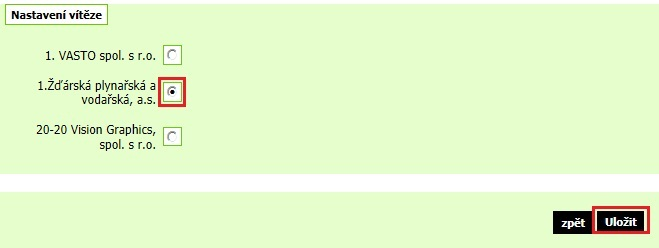 Nastavení vítěze
1. VASTO spol. s r.o.
1.Žďárská plynařská a
vodařská, a.s.
20-20 Vision Graphics,
spol. s r.o.
zpět
Uložit